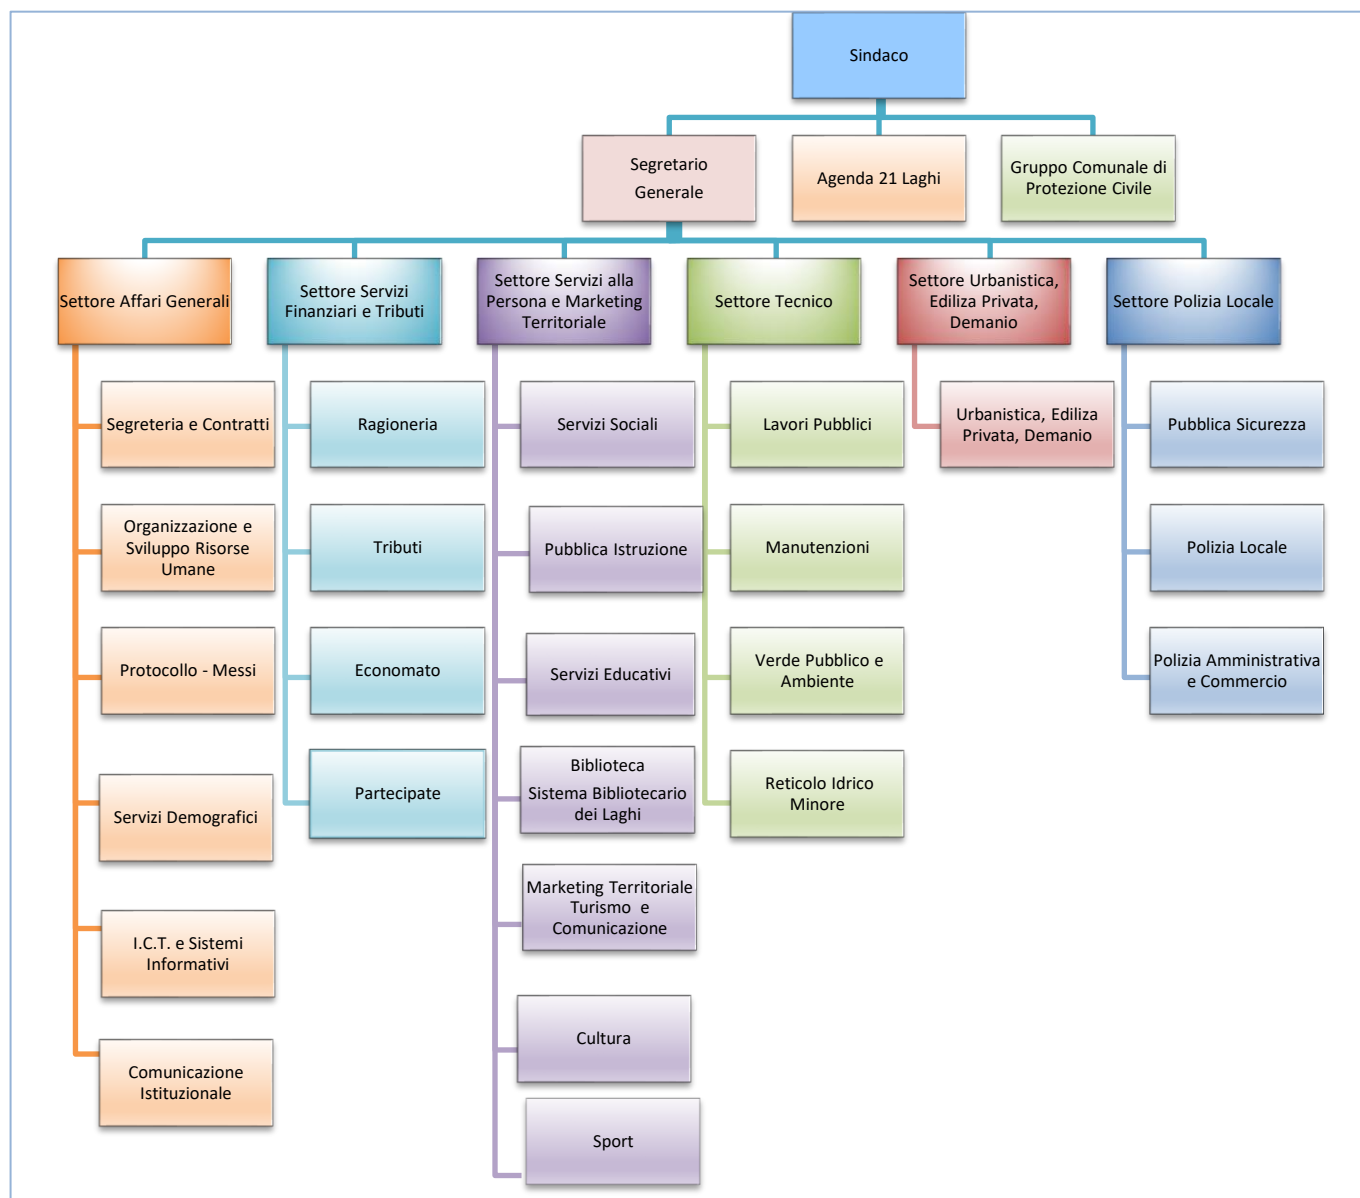 Sindaco
Segretario
Generale
Agenda 21 Laghi
Gruppo Comunale di
Protezione Civile
Settore Affari Generali
Settore Servizi
Finanziari e Tributi
Settore Servizi alla
Persona e Marketing
Territoriale
Settore Tecnico
Settore Urbanistica,
Ediliza Privata,
Demanio
Settore Polizia Locale
Segreteria e Contratti
Organizzazione e
Sviluppo Risorse
Umane
Protocollo - Messi
Servizi Demografici
I.C.T. e Sistemi
Informativi
Comunicazione
Istituzionale
Ragioneria
Tributi
Economato
Partecipate
Servizi Sociali
Pubblica Istruzione
Servizi Educativi
Biblioteca
Sistema Bibliotecario
dei Laghi
Marketing Territoriale
Turismo e
Comunicazione
Cultura
Sport
Lavori Pubblici
Manutenzioni
Verde Pubblico e
Ambiente
Reticolo Idrico
Minore
Urbanistica, Ediliza
Privata, Demanio
Pubblica Sicurezza
Polizia Locale
Polizia Amministrativa
e Commercio